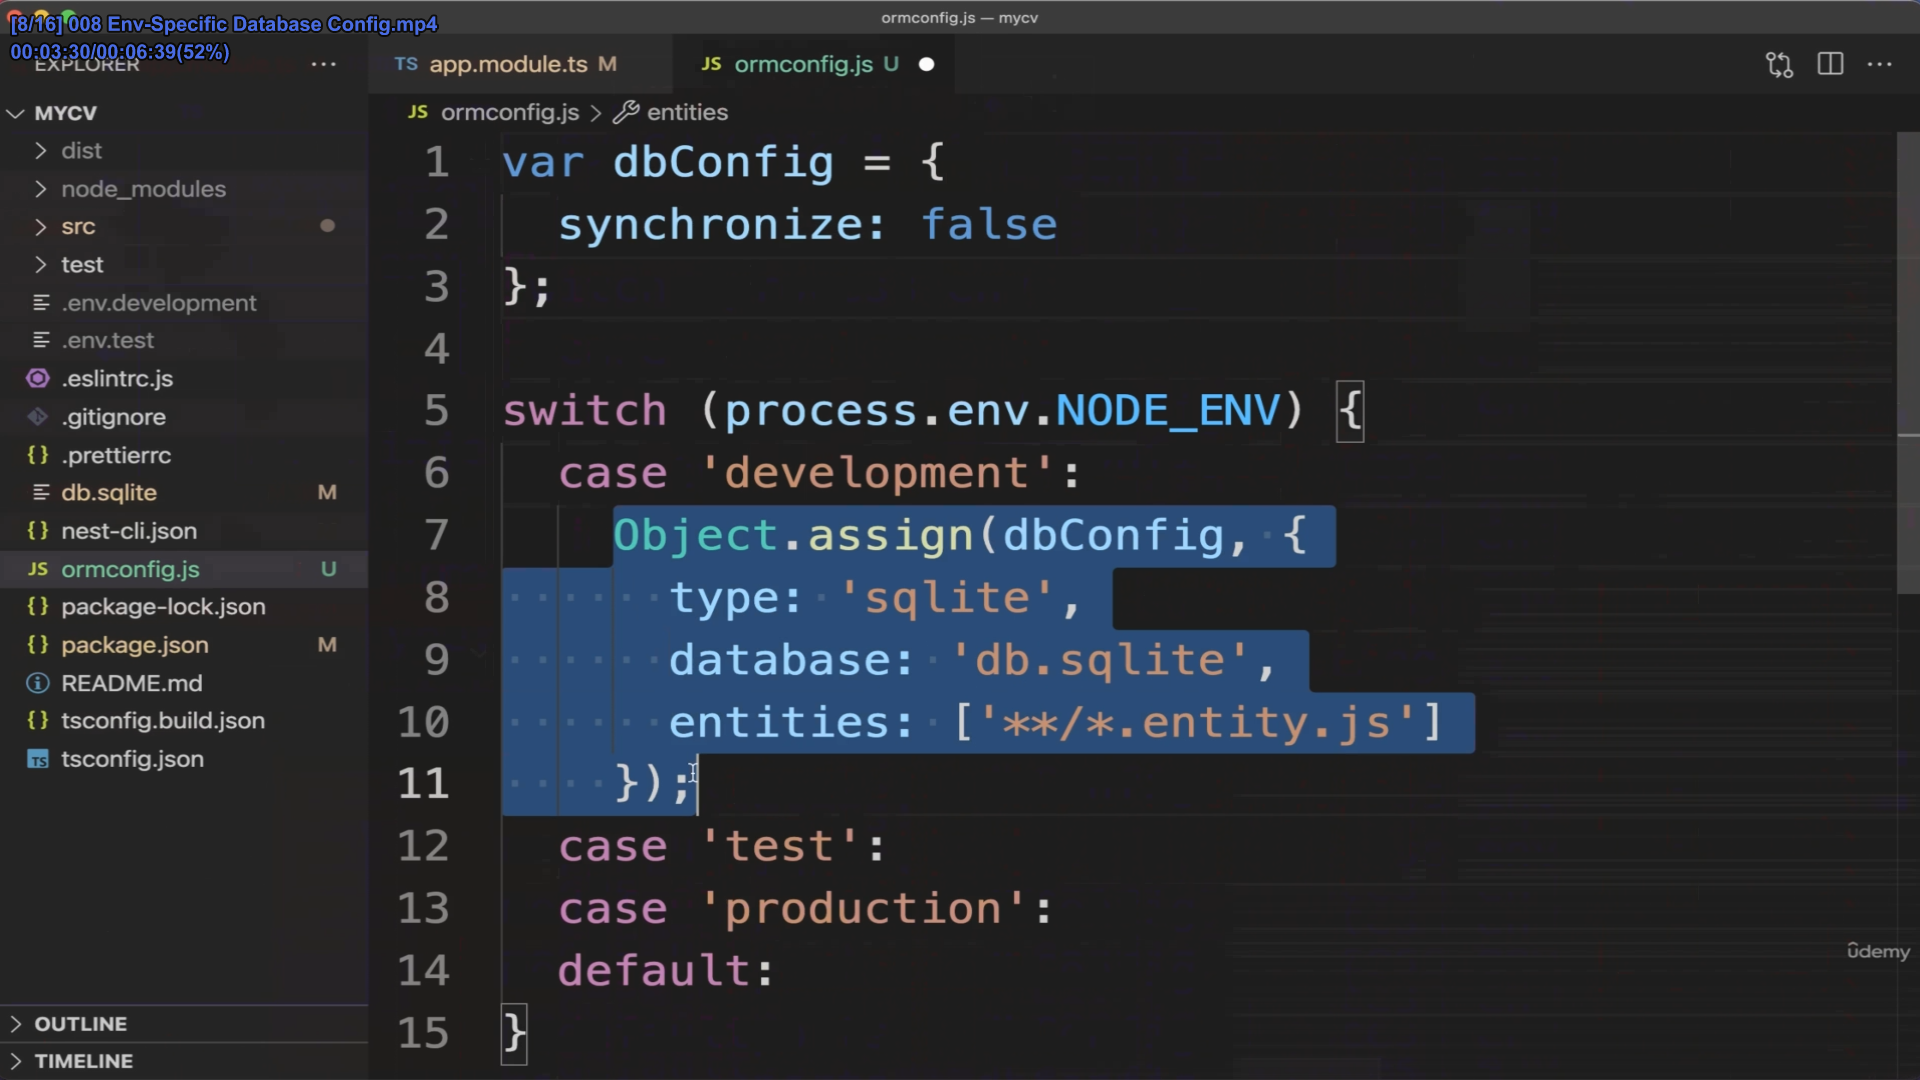 [8/16] 008 Env-Specific Database Config.mp4
00:03:30/00:06:39(52%)
ormconfig.js — mycv
EXPLORER
TS app.module.ts M
JS ormconfig.js U
JS ormconfig.js > entities
MYCV
dist
node_modules
src
test
.env.development
.env.test
.eslintrc.js
.gitignore
{} .prettierrc
db.sqlite M
{} nest-cli.json
JS ormconfig.js U
{} package-lock.json
{} package.json M
README.md
{} tsconfig.build.json
TS tsconfig.json
OUTLINE
TIMELINE
1 var dbConfig = {
2 synchronize: false
3 };
4
5 switch (process.env.NODE_ENV) {
6 case 'development':
7 Object.assign(dbConfig, {
8 type: 'sqlite',
9 database: 'db.sqlite',
10 entities: ['**/*.entity.js']
11 });
12 case 'test':
13 case 'production':
14 default:
15 }
ûdemy